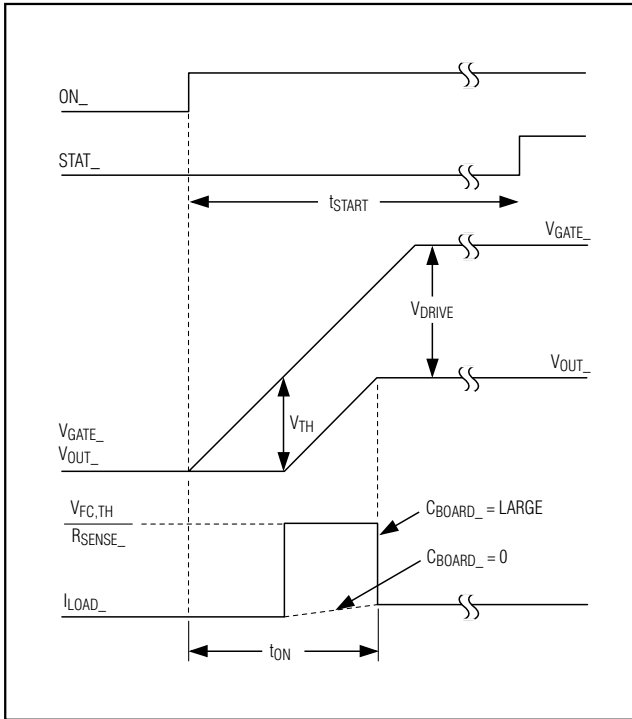 ON_
STAT_
tSTART
VGATE_
VDRIVE
VOUT_
VTH
VGATE_
VOUT_
VFC,TH
RSENSE_
CBOARD_ = LARGE
CBOARD_ = 0
ILOAD_
tON